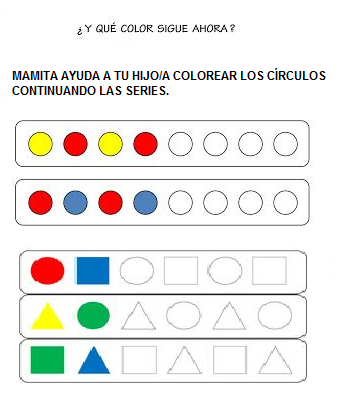 ¿Y QUÉ COLOR SIGUE AHORA?
MAMITA AYUDA A TU HIJO/A COLOREAR LOS CÍRCULOS
CONTINUANDO LAS SERIES.